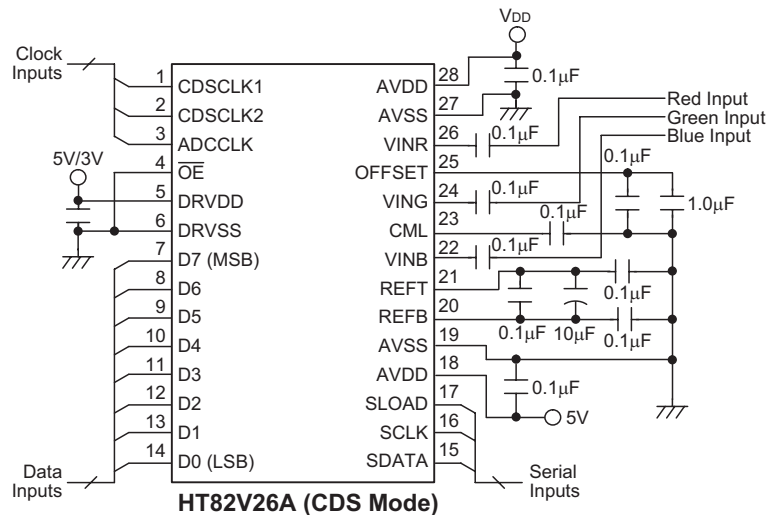 VDD
Clock
Inputs
1 CDSCLK1
2 CDSCLK2
3 ADCCLK
4 OE
5V/3V
5 DRVDD
6 DRVSS
7 D7 (MSB)
8 D6
9 D5
10 D4
11 D3
12 D2
13 D1
14 D0 (LSB)
Data
Inputs
AVDD 28
0.1μF
AVSS 27
VINR 26
0.1μF
Red Input
Green Input
Blue Input
OFFSET 25
0.1μF
1.0μF
VING 24
0.1μF
CML 23
0.1μF
VINB 22
0.1μF
REFT 21
0.1μF
REFB 20
0.1μF
10μF
0.1μF
AVSS 19
AVDD 18
0.1μF
5V
SLOAD 17
SCLK 16
SDATA 15
Serial
Inputs
HT82V26A (CDS Mode)